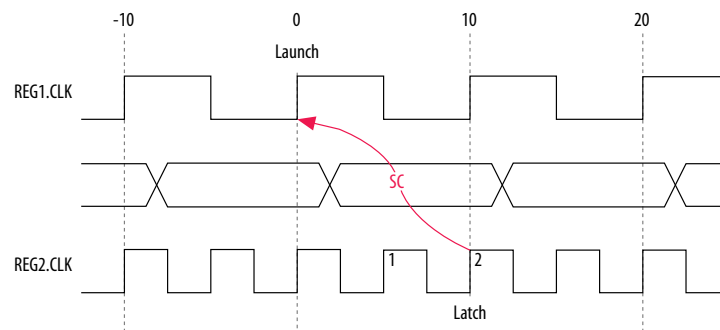 -10 0 10 20
Launch
REG1.CLK
SC
REG2.CLK
1 2
Latch